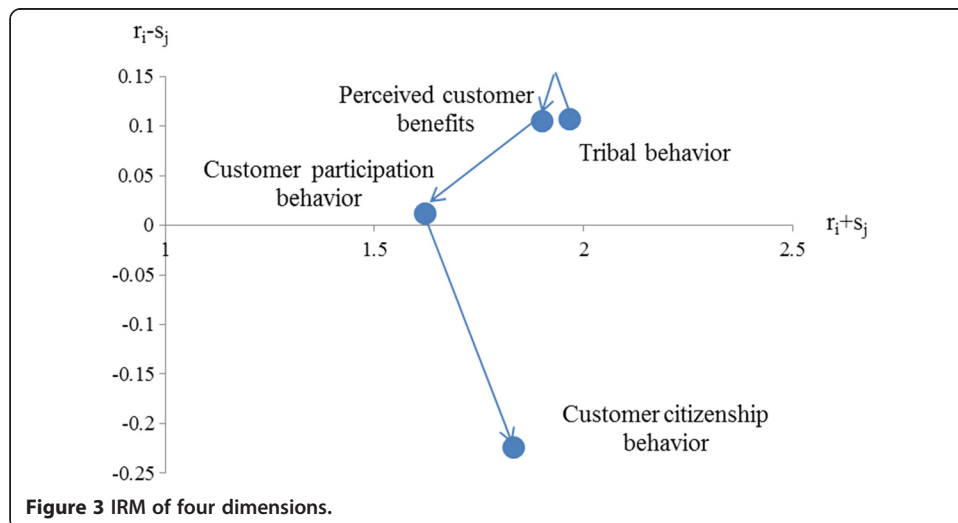 rᵢ-sⱼ
0.15
Perceived customer
benefits
0.1
Tribal behavior
0.05
Customer participation
behavior
0
rᵢ+sⱼ
1
1.5
2
2.5
-0.05
-0.1
-0.15
-0.2
Customer citizenship
behavior
-0.25
Figure 3 IRM of four dimensions.